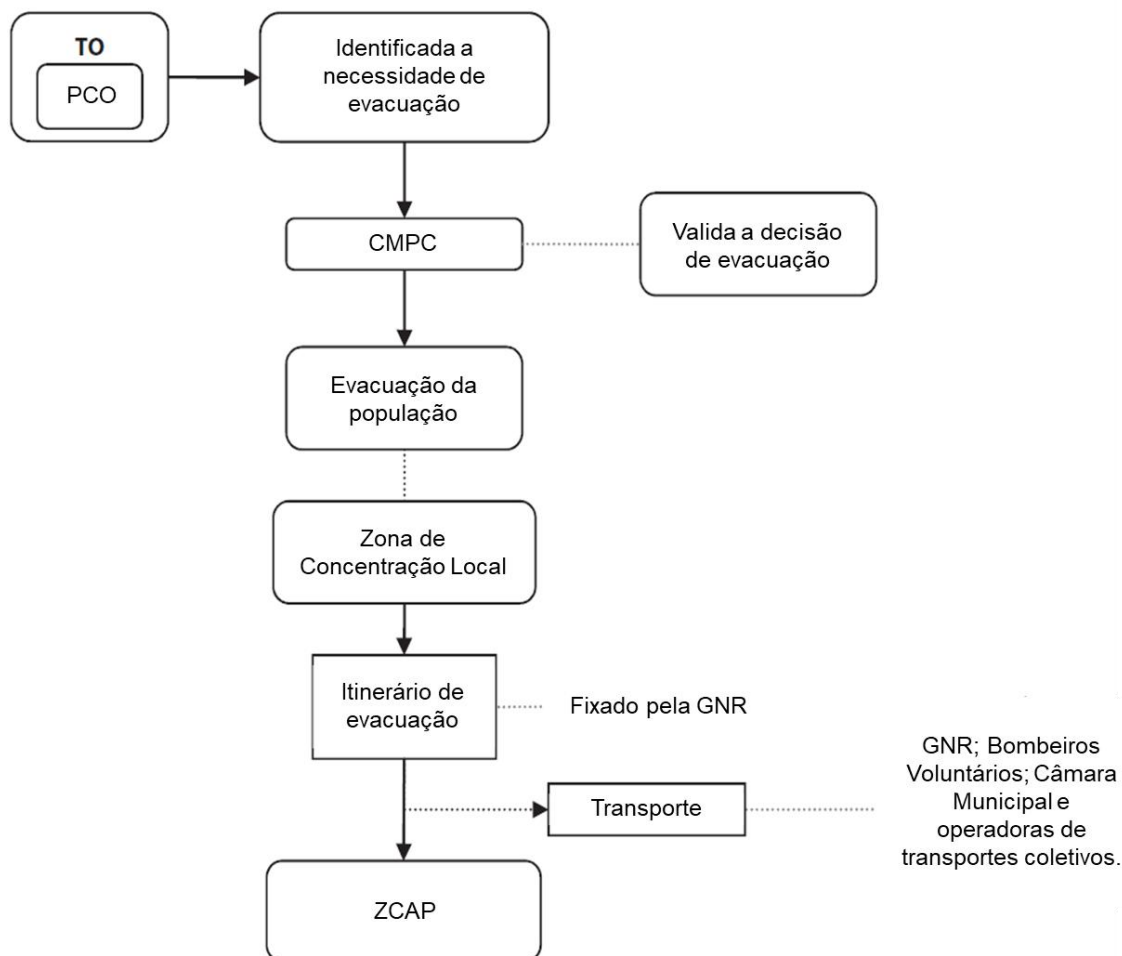 TO
PCO
Identificada a
necessidade de
evacuação
CMPC
Valida a decisão
de evacuação
Evacuação da
população
Zona de
Concentração Local
Itinerário de
evacuação
Fixado pela GNR
Transporte
GNR; Bombeiros
Voluntários; Câmara
Municipal e
operadoras de
transportes coletivos.
ZCAP